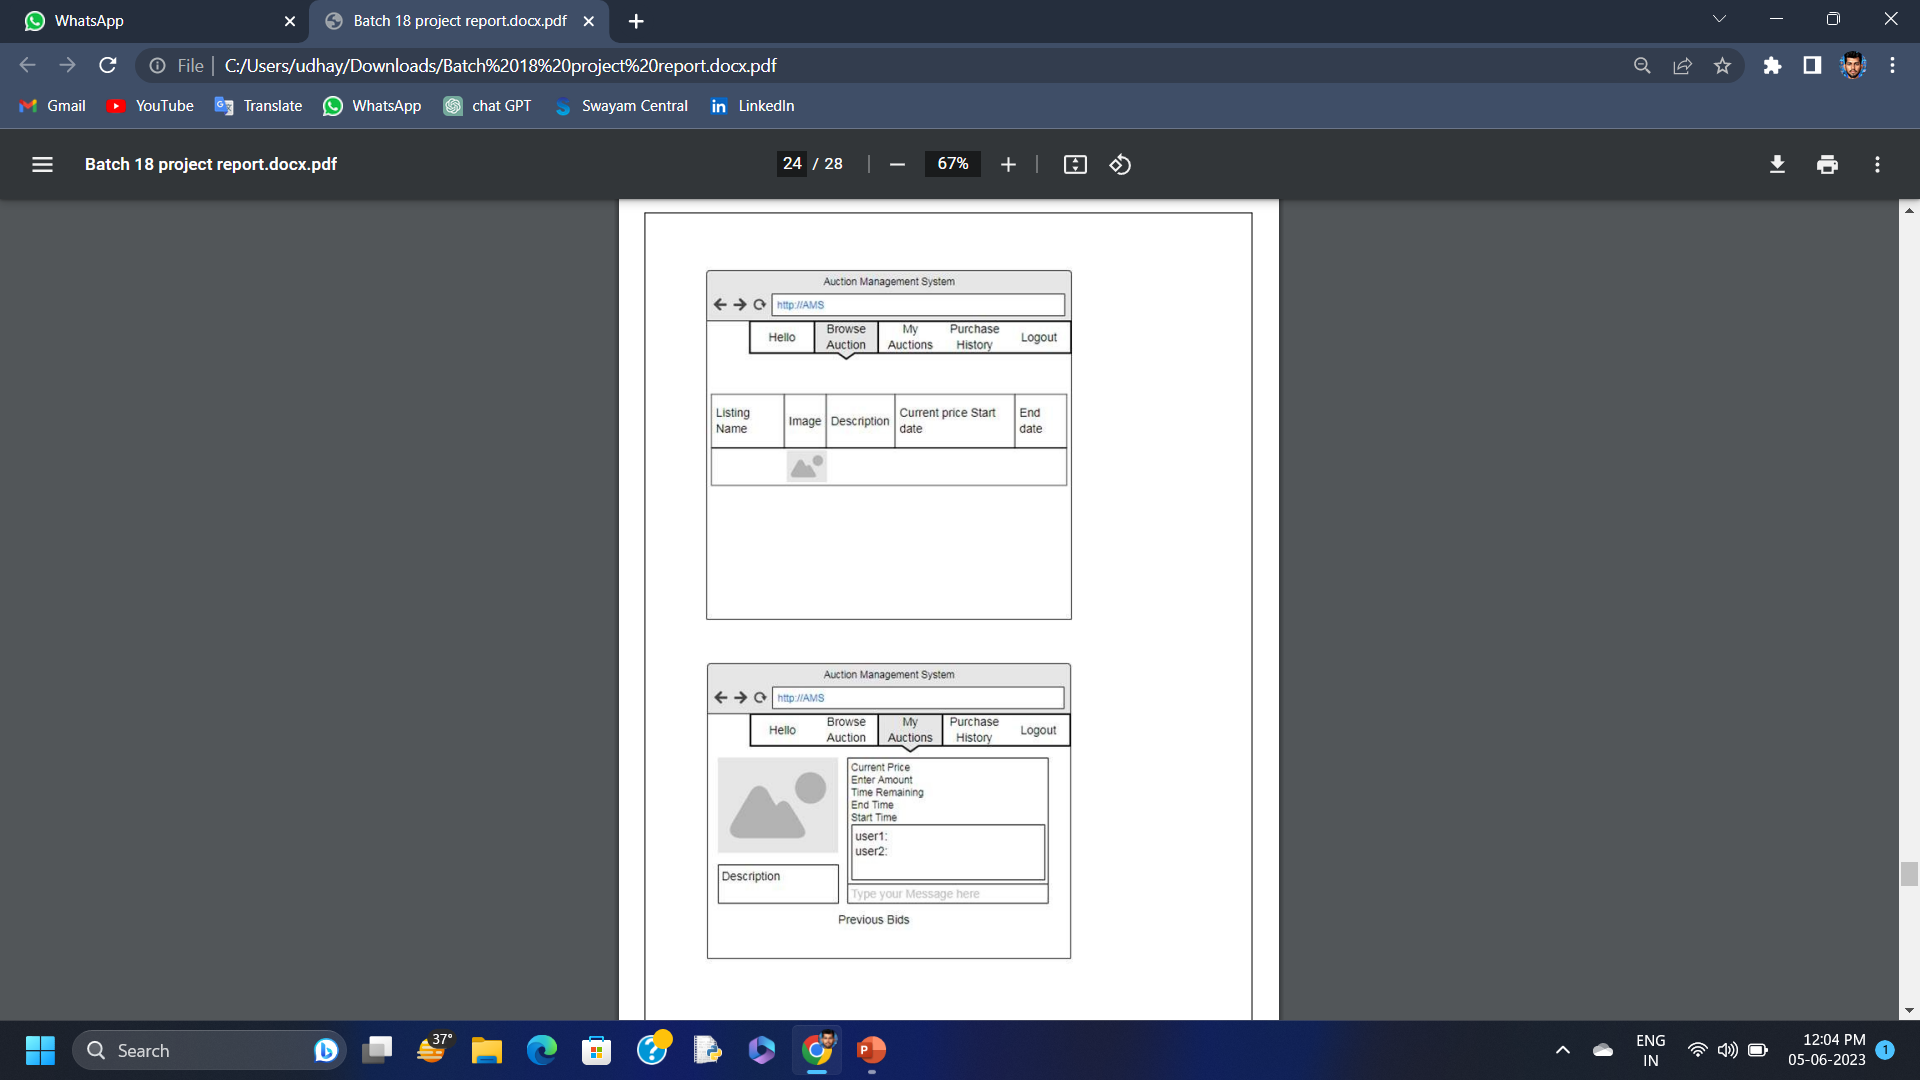 WhatsApp
Batch 18 project report.docx.pdf
File
C:/Users/udhay/Downloads/Batch%2018%20project%20report.docx.pdf
Gmail
YouTube
Translate
WhatsApp
chat GPT
Swayam Central
LinkedIn
Batch 18 project report.docx.pdf
24 / 28
67%
Auction Management System
http://AMS
Hello
Browse
Auction
My
Auctions
Purchase
History
Logout
Listing
Name
Image
Description
Current price Start
date
End
date
Auction Management System
http://AMS
Hello
Browse
Auction
My
Auctions
Purchase
History
Logout
Current Price
Enter Amount
Time Remaining
End Time
Start Time
user1:
user2:
Description
Type your Message here
Previous Bids
Search
37°
ENG
IN
12:04 PM
05-06-2023
1